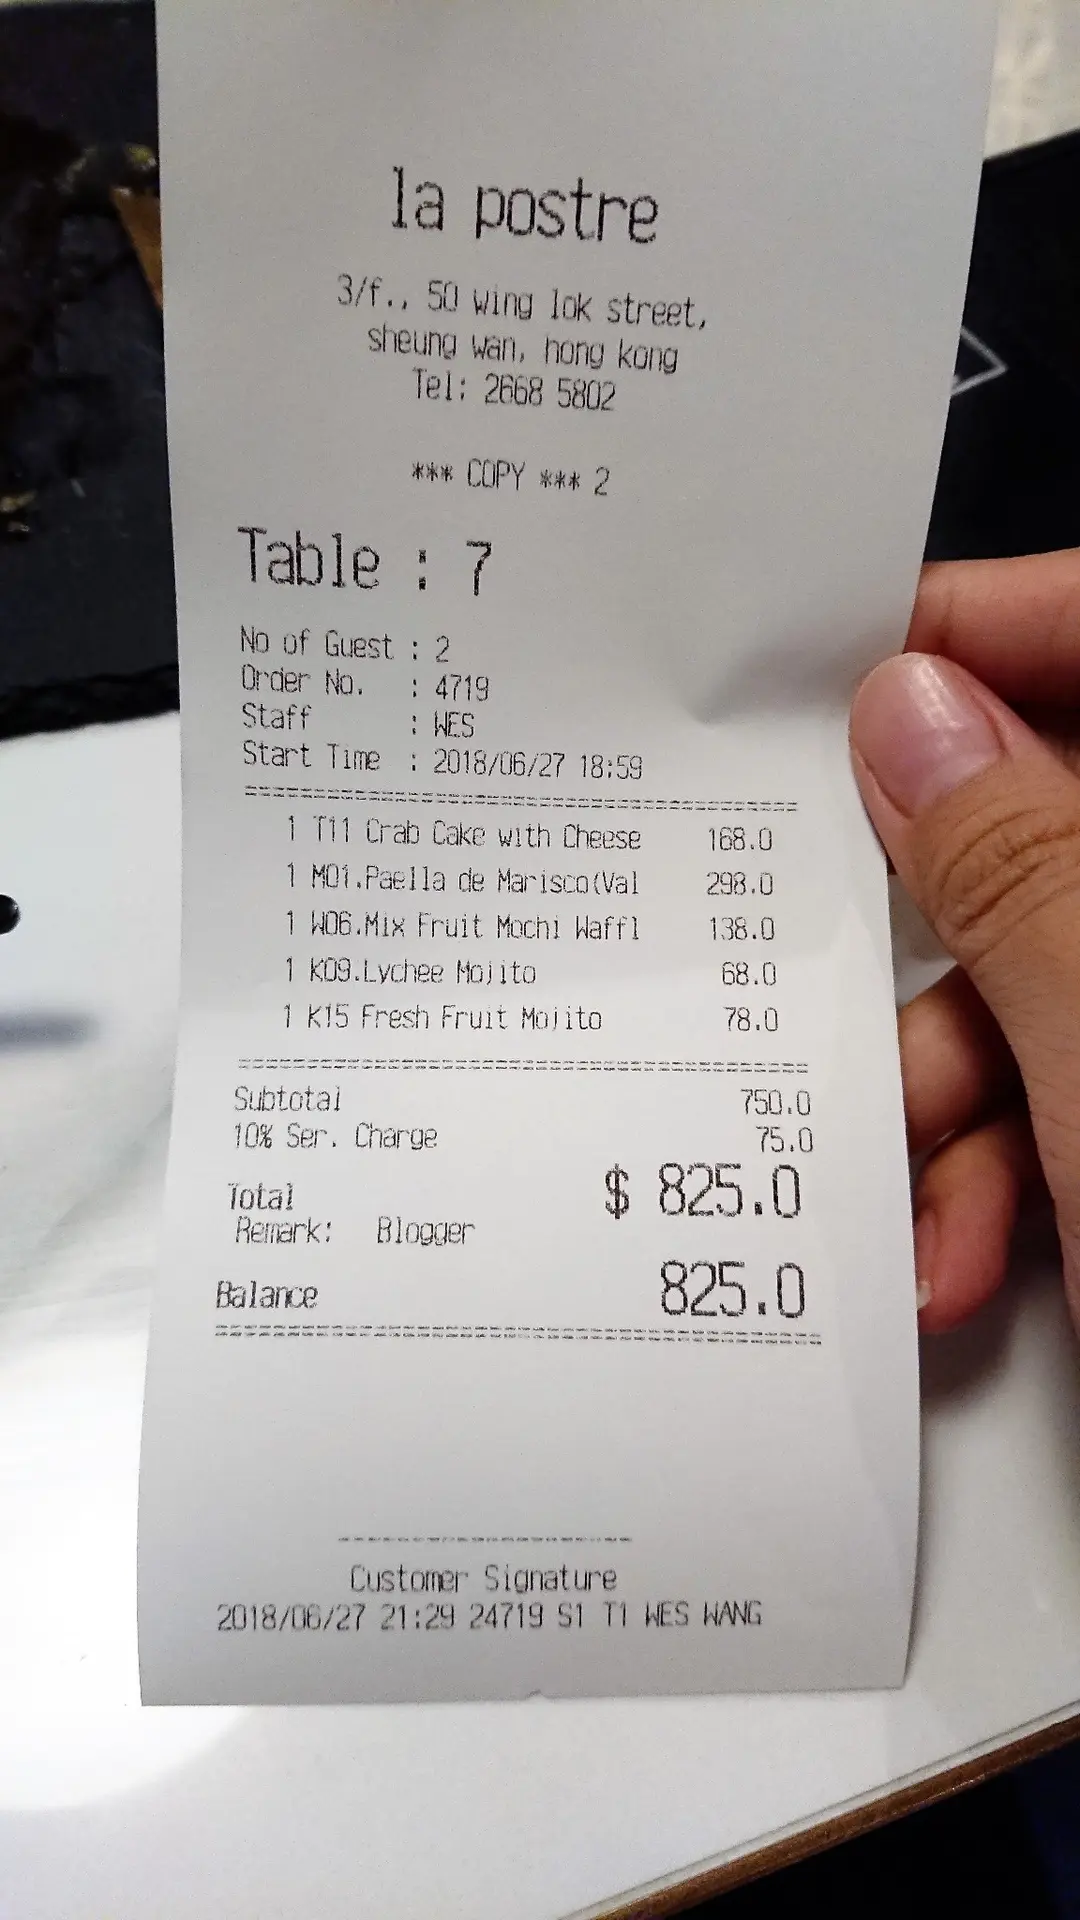 la postre
3/f., 50 wing lok street,
sheung wan, hong kong
Tel: 2668 5802
*** COPY *** 2
Table : 7
No of Guest : 2
Order No. : 4719
Staff : WES
Start Time : 2018/06/27 18:59
1 T11 Crab Cake with Cheese 168.0
1 M01.Paella de Marisco(Val 298.0
1 W06.Mix Fruit Mochi Waffl 138.0
1 K09.Lychee Mojito 68.0
1 K15 Fresh Fruit Mojito 78.0
Subtotal 750.0
10% Ser. Charge 75.0
Total $ 825.0
Remark: Blogger
Balance 825.0
Customer Signature
2018/06/27 21:29 24719 S1 T1 WES WANG